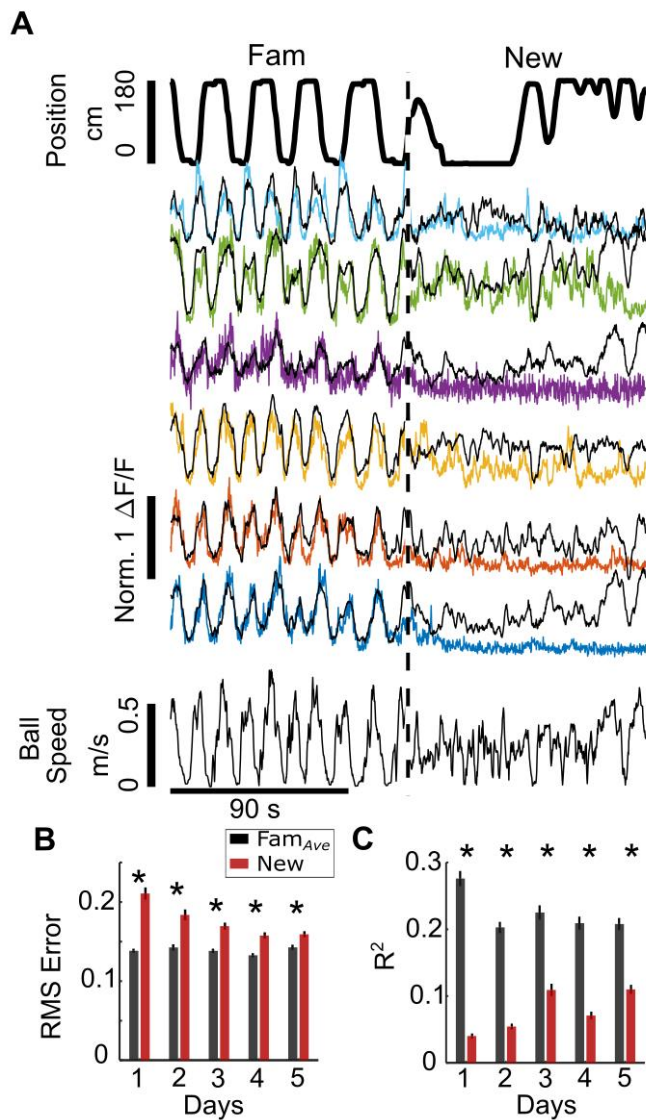 A
Fam New
Position
cm
0 180
Norm. 1 ΔF/F
Ball
Speed
m/s
0 0.5
90 s
B
Fam_Ave
New
C
* * * * *
* * * * *
RMS Error
0.2
0.1
0
R²
0.3
0.2
0.1
0
1 2 3 4 5
Days
1 2 3 4 5
Days